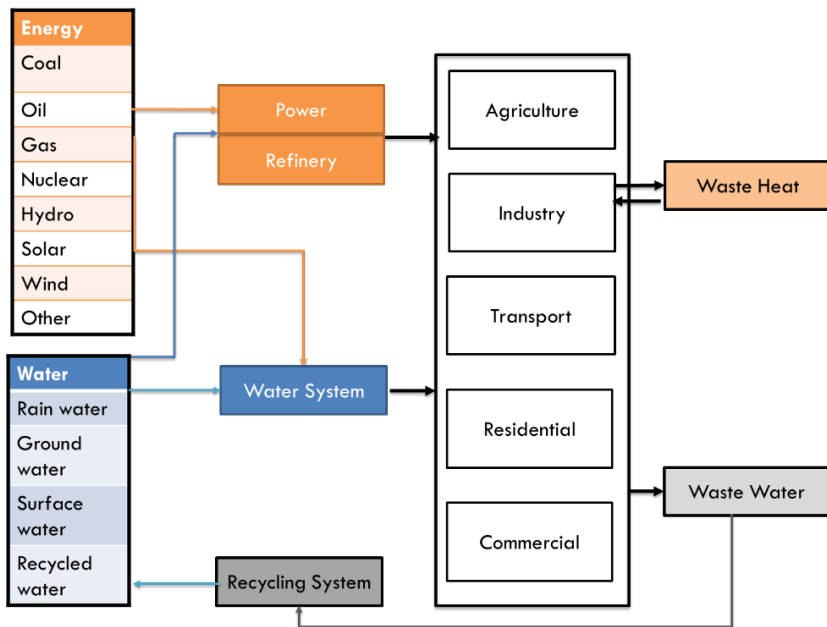 Energy
Coal
Oil
Gas
Nuclear
Hydro
Solar
Wind
Other
Water
Rain water
Ground
water
Surface
water
Recycled
water
Power
Refinery
Water System
Recycling System
Agriculture
Industry
Transport
Residential
Commercial
Waste Heat
Waste Water